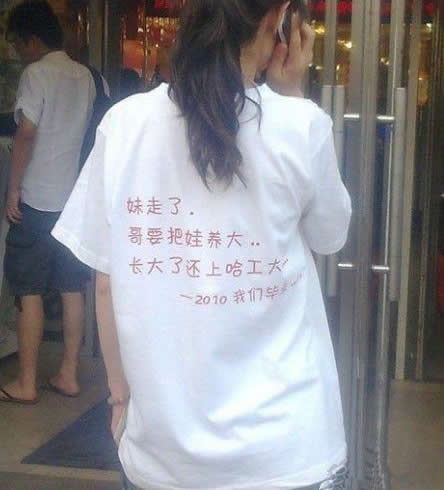 妹走了.
哥要把娃养大..
长大了还上哈工大
—2010 我们毕业